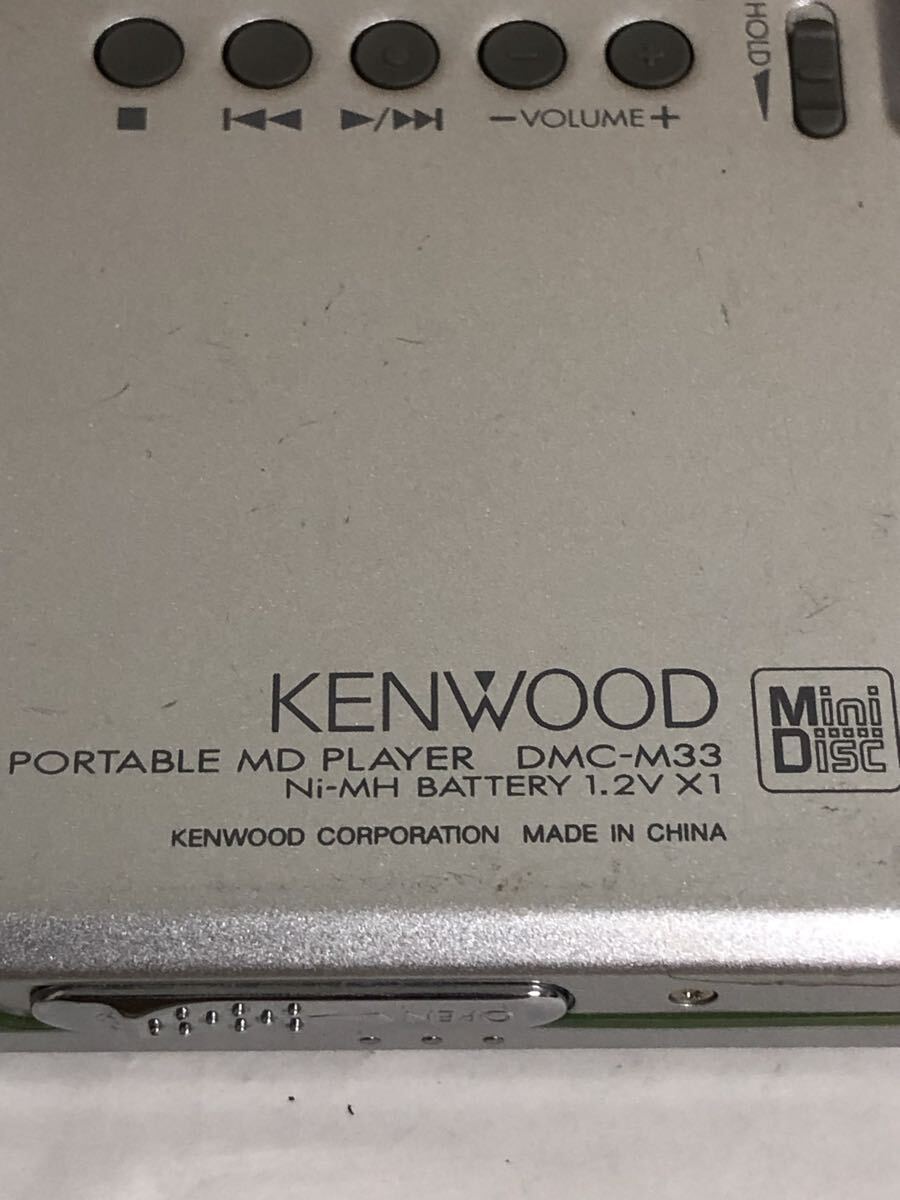 HOLD
− VOLUME +
KENWOOD
PORTABLE MD PLAYER DMC-M33
Ni-MH BATTERY 1.2V X1
KENWOOD CORPORATION MADE IN CHINA
Mini
Disc
OPEN